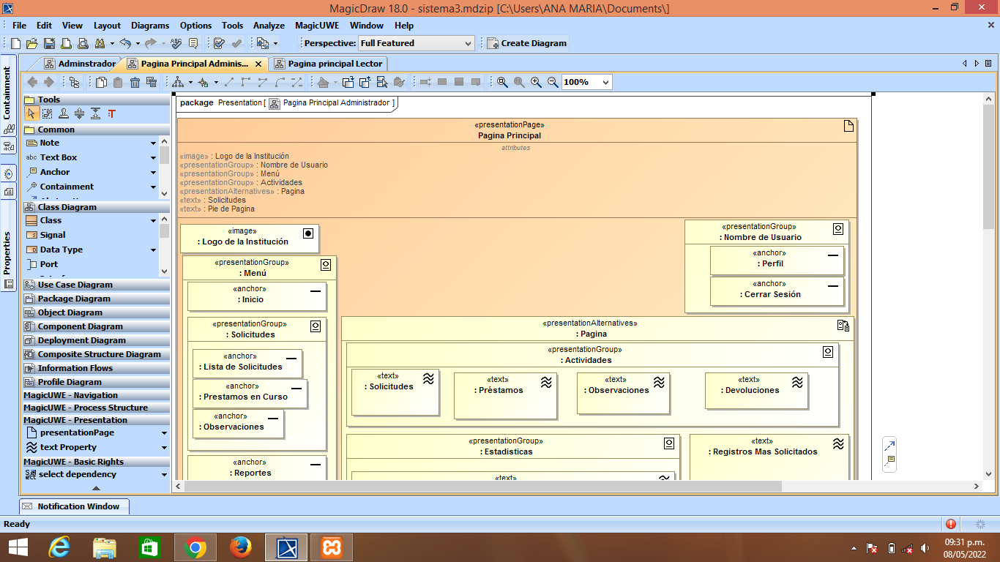 MagicDraw 18.0 - sistema3.mdzip [C:\Users\ANA MARIA\Documents\]
File Edit View Layout Diagrams Options Tools Analyze MagicUWE Window Help
Perspective: Full Featured Create Diagram
Adminstrador Pagina Principal Adminis... Pagina principal Lector
100%
Containment
Properties
Tools
Common
Note
abc Text Box
Anchor
Containment
Class Diagram
Class
Signal
Data Type
Port
Use Case Diagram
Package Diagram
Object Diagram
Component Diagram
Deployment Diagram
Composite Structure Diagram
Information Flows
Profile Diagram
MagicUWE - Navigation
MagicUWE - Process Structure
MagicUWE - Presentation
presentationPage
text Property
MagicUWE - Basic Rights
select dependency
package Presentation [ Pagina Principal Administrador ]
«presentationPage»
Pagina Principal
attributes
«image» : Logo de la Institución
«presentationGroup» : Nombre de Usuario
«presentationGroup» : Menú
«presentationGroup» : Actividades
«presentationAlternatives» : Pagina
«text» : Solicitudes
«text» : Pie de Pagina
«image»
: Logo de la Institución
«presentationGroup»
: Nombre de Usuario
«anchor»
: Perfil
«anchor»
: Cerrar Sesión
«presentationGroup»
: Menú
«anchor»
: Inicio
«presentationGroup»
: Solicitudes
«anchor»
: Lista de Solicitudes
«anchor»
: Prestamos en Curso
«anchor»
: Observaciones
«anchor»
: Reportes
«presentationAlternatives»
: Pagina
«presentationGroup»
: Actividades
«text»
: Solicitudes
«text»
: Préstamos
«text»
: Observaciones
«text»
: Devoluciones
«presentationGroup»
: Estadisticas
«text»
«text»
: Registros Mas Solicitados
Notification Window
Ready
09:31 p.m.
08/05/2022